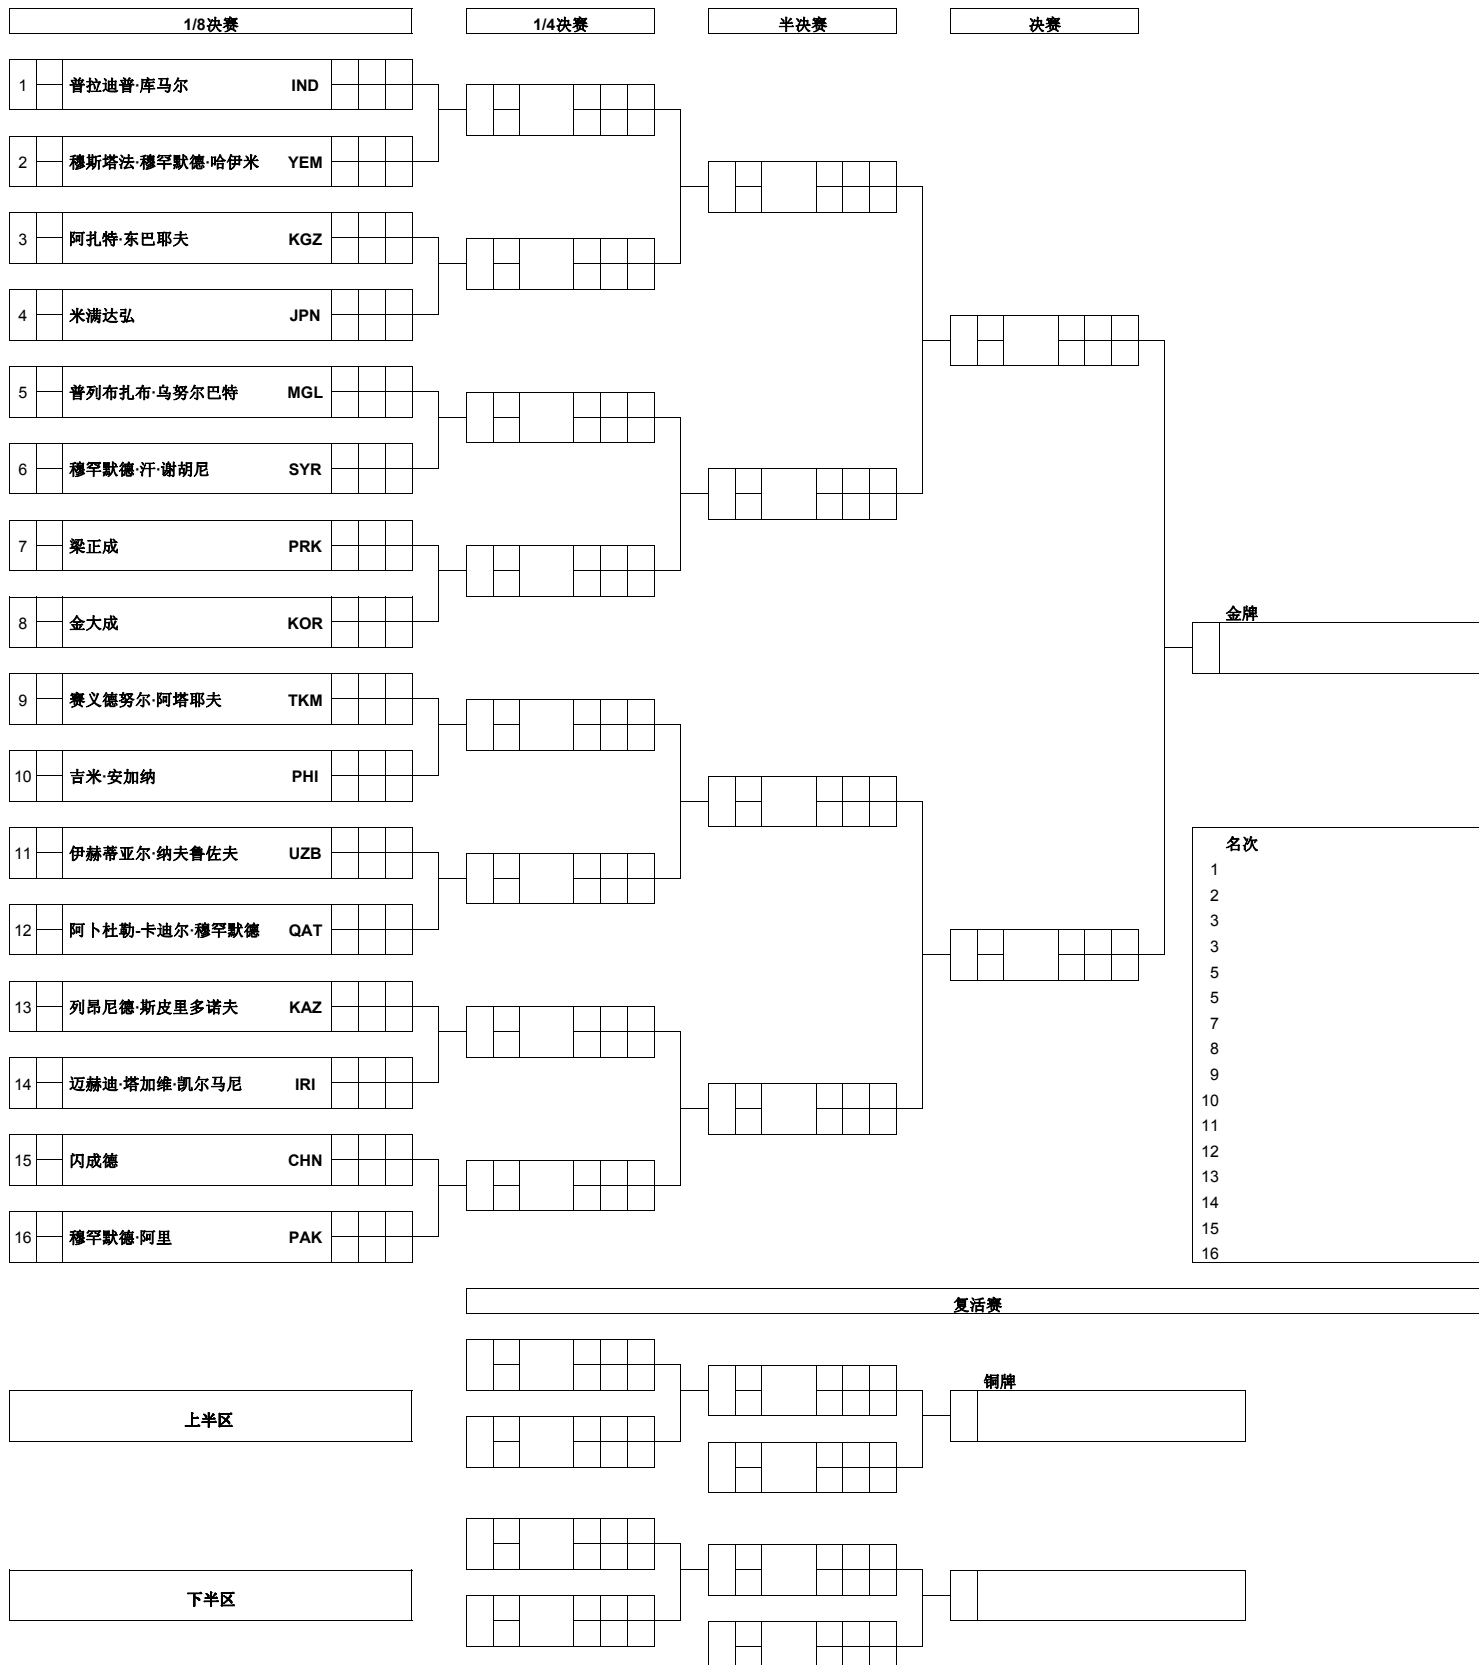 1/8决赛 1/4决赛 半决赛 决赛
1 普拉迪普·库马尔 IND
2 穆斯塔法·穆罕默德·哈伊米 YEM
3 阿扎特·东巴耶夫 KGZ
4 米满达弘 JPN
5 普列布扎布·乌努尔巴特 MGL
6 穆罕默德·汗·谢胡尼 SYR
7 梁正成 PRK
8 金大成 KOR
金牌
9 赛义德努尔·阿塔耶夫 TKM
10 吉米·安加纳 PHI
11 伊赫蒂亚尔·纳夫鲁佐夫 UZB
12 阿卜杜勒-卡迪尔·穆罕默德 QAT
13 列昂尼德·斯皮里多诺夫 KAZ
14 迈赫迪·塔加维·凯尔马尼 IRI
15 闪成德 CHN
16 穆罕默德·阿里 PAK
名次
1
2
3
3
5
5
7
8
9
10
11
12
13
14
15
16
复活赛
铜牌
上半区
下半区